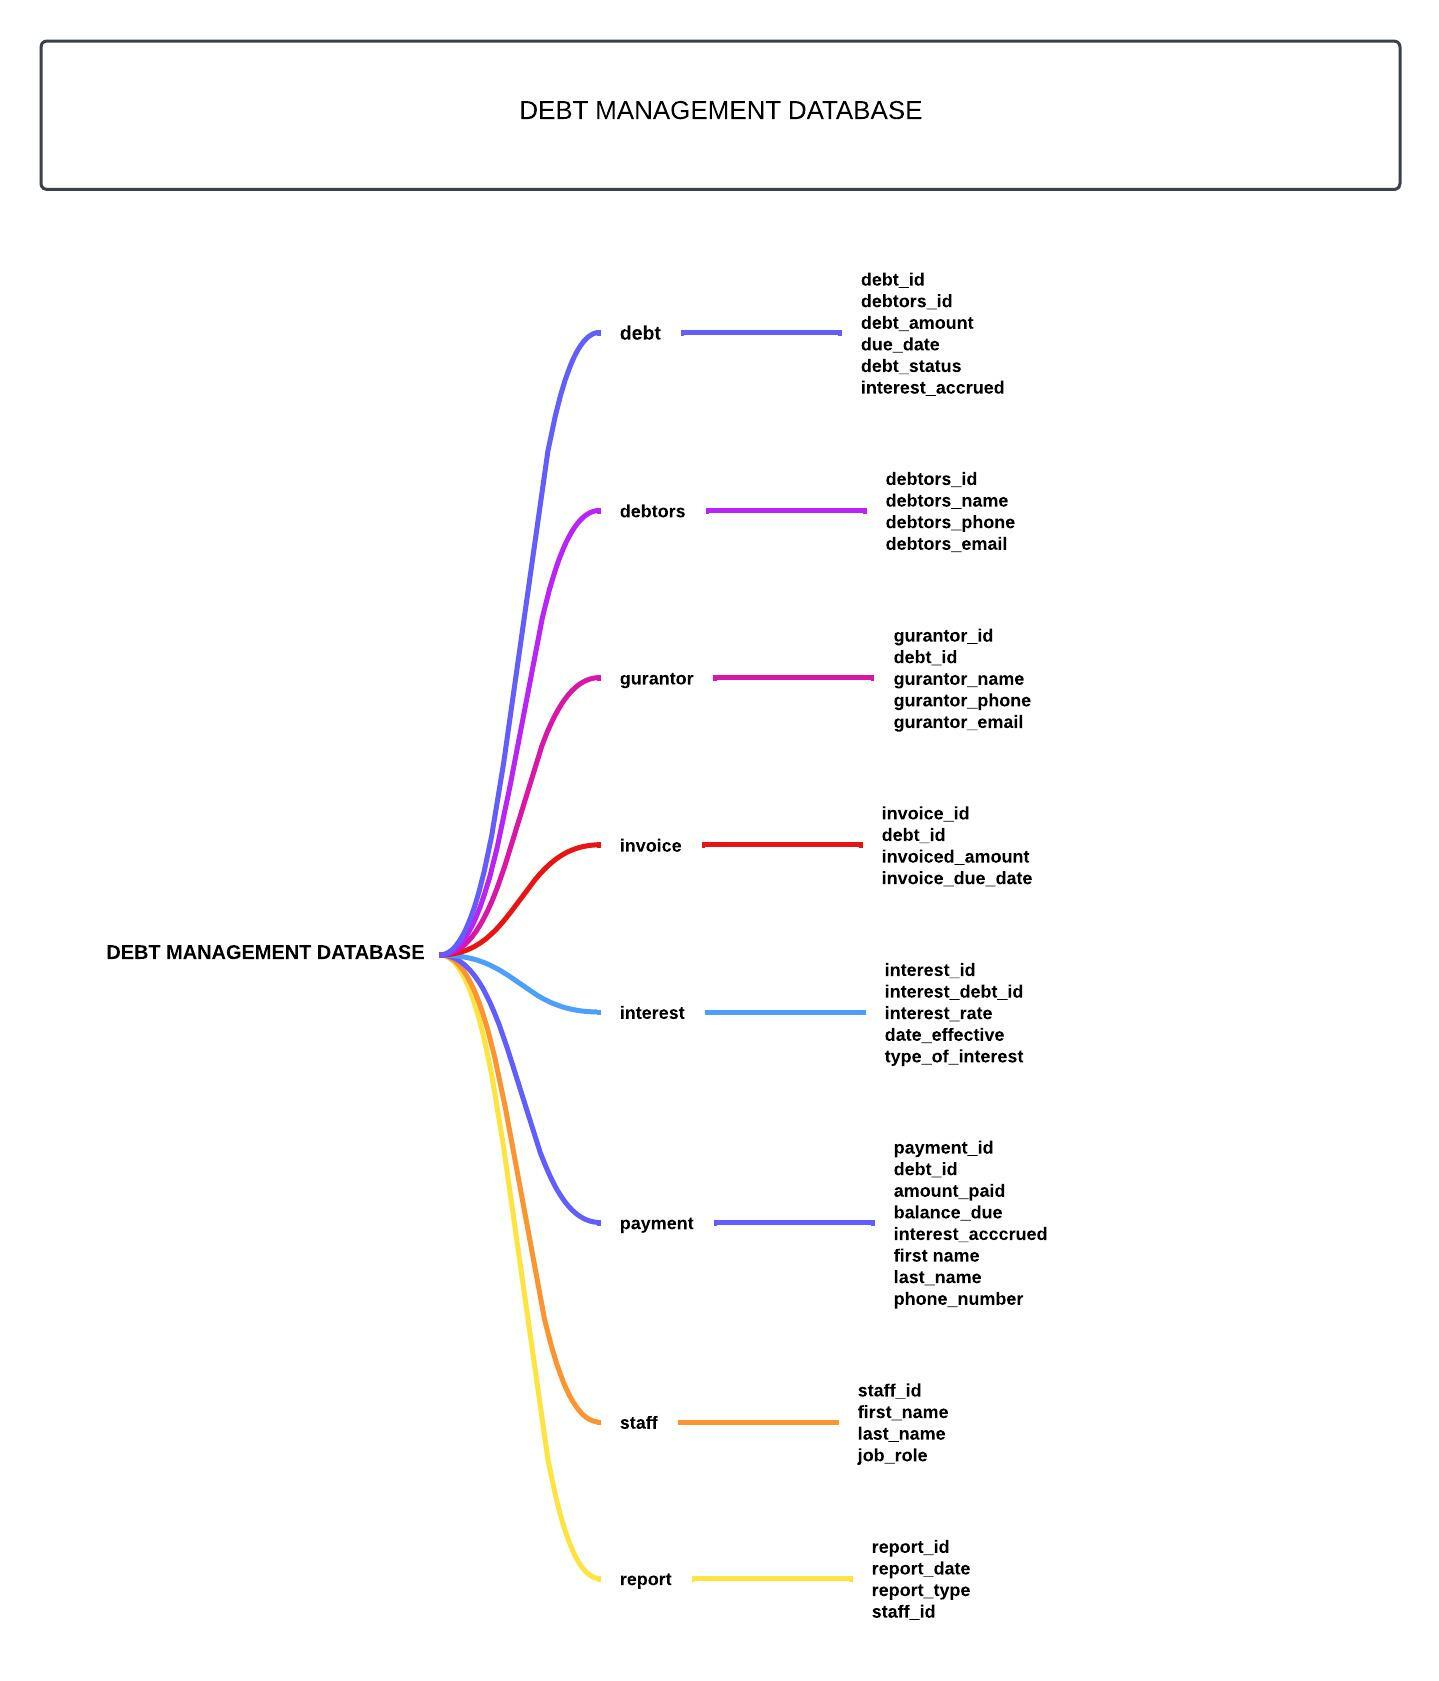 DEBT MANAGEMENT DATABASE
debt
debt_id
debtors_id
debt_amount
due_date
debt_status
interest_accrued
debtors
debtors_id
debtors_name
debtors_phone
debtors_email
gurantor
gurantor_id
debt_id
gurantor_name
gurantor_phone
gurantor_email
invoice
invoice_id
debt_id
invoiced_amount
invoice_due_date
DEBT MANAGEMENT DATABASE
interest
interest_id
interest_debt_id
interest_rate
date_effective
type_of_interest
payment
payment_id
debt_id
amount_paid
balance_due
interest_acccrued
first name
last_name
phone_number
staff
staff_id
first_name
last_name
job_role
report
report_id
report_date
report_type
staff_id